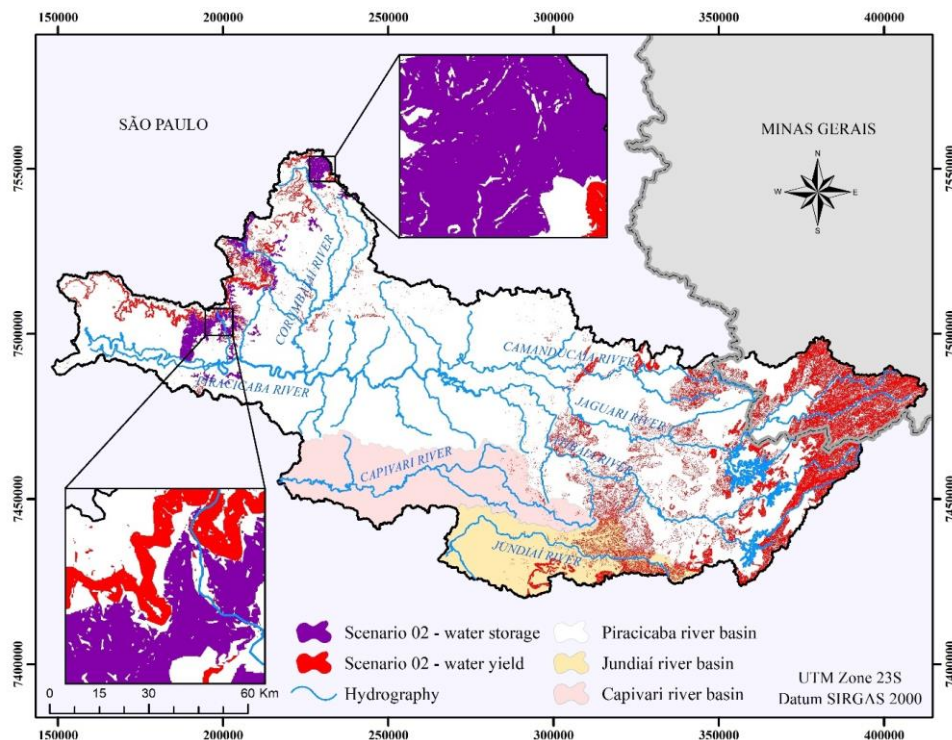 150000 200000 250000 300000 350000 400000
SÃO PAULO
MINAS GERAIS
N
W E
S
7550000 7550000
CORUMBATAÍ RIVER
7500000 7500000
CAMANDUCAIA RIVER
PIRACICABA RIVER
JAGUARI RIVER
RIVER
CAPIVARI RIVER
7450000 7450000
JUNDIAÍ RIVER
Scenario 02 - water storage
Scenario 02 - water yield
Hydrography
Piracicaba river basin
Jundiaí river basin
Capivari river basin
0 15 30 60 Km
UTM Zone 23S
Datum SIRGAS 2000
7400000 7400000
150000 200000 250000 300000 350000 400000